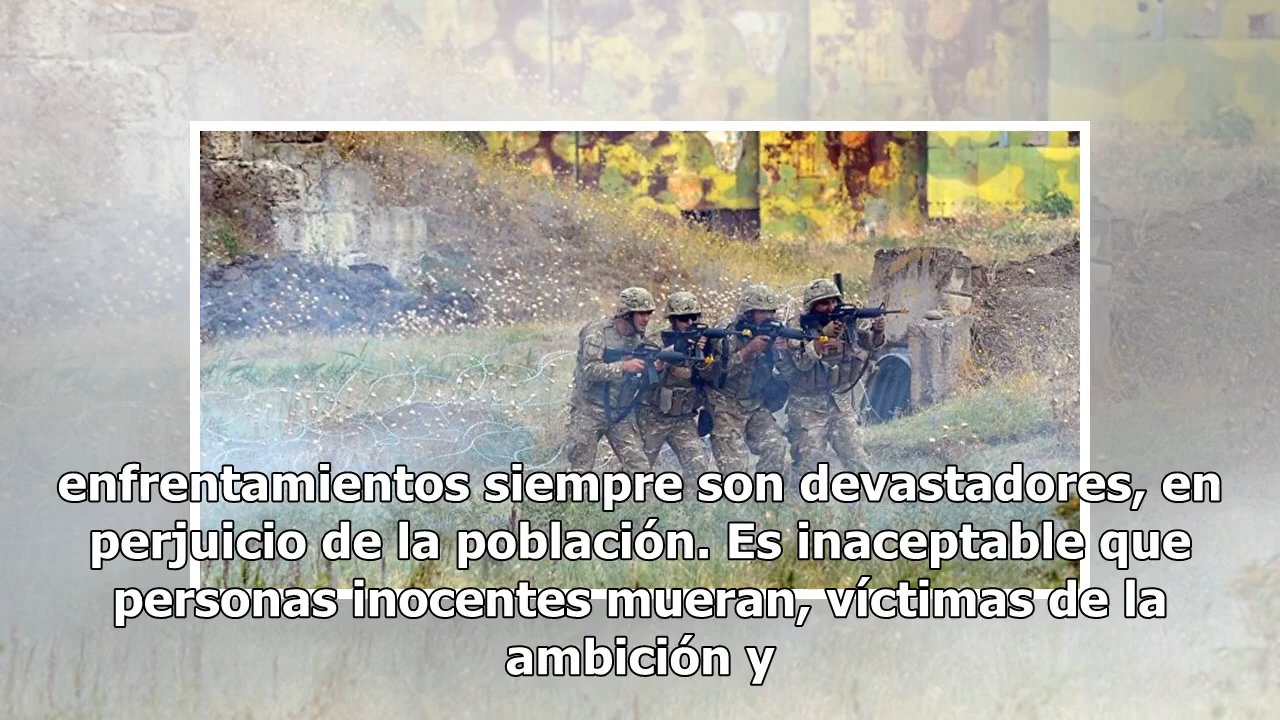 enfrentamientos siempre son devastadores, en
perjuicio de la población. Es inaceptable que
personas inocentes mueran, víctimas de la
ambición y